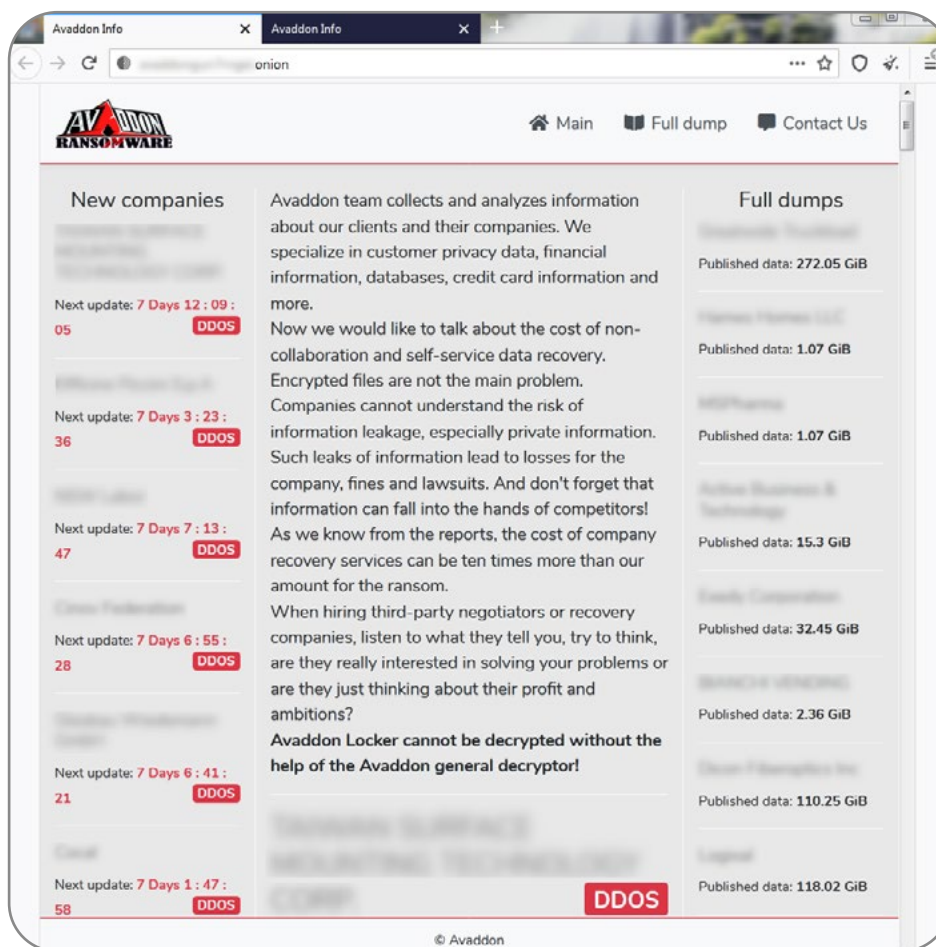 Avaddon Info
Avaddon Info
onion
AVADDON
RANSOMWARE
Main
Full dump
Contact Us
New companies
Next update: 7 Days 12 : 09 :
05 DDOS
Next update: 7 Days 3 : 23 :
36 DDOS
Next update: 7 Days 7 : 13 :
47 DDOS
Next update: 7 Days 6 : 55 :
28 DDOS
Next update: 7 Days 6 : 41 :
21 DDOS
Next update: 7 Days 1 : 47 :
58 DDOS
Avaddon team collects and analyzes information
about our clients and their companies. We
specialize in customer privacy data, financial
information, databases, credit card information and
more.
Now we would like to talk about the cost of non-
collaboration and self-service data recovery.
Encrypted files are not the main problem.
Companies cannot understand the risk of
information leakage, especially private information.
Such leaks of information lead to losses for the
company, fines and lawsuits. And don't forget that
information can fall into the hands of competitors!
As we know from the reports, the cost of company
recovery services can be ten times more than our
amount for the ransom.
When hiring third-party negotiators or recovery
companies, listen to what they tell you, try to think,
are they really interested in solving your problems or
are they just thinking about their profit and
ambitions?
Avaddon Locker cannot be decrypted without the
help of the Avaddon general decryptor!
DDOS
Full dumps
Published data: 272.05 GiB
Published data: 1.07 GiB
Published data: 1.07 GiB
Published data: 15.3 GiB
Published data: 32.45 GiB
Published data: 2.36 GiB
Published data: 110.25 GiB
Published data: 118.02 GiB
© Avaddon